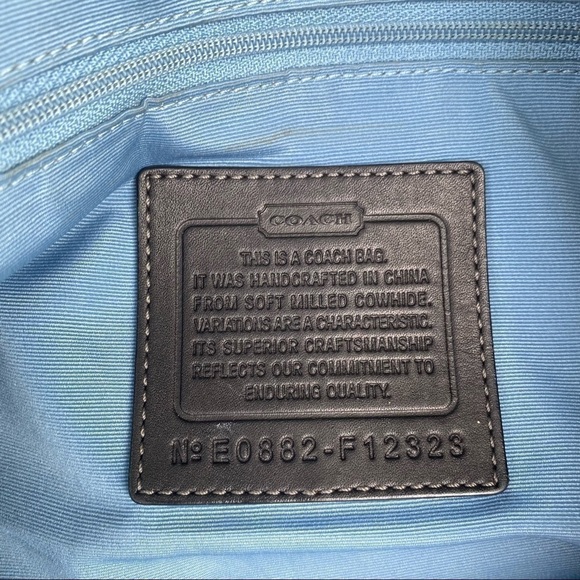 COACH
THIS IS A COACH BAG.
IT WAS HANDCRAFTED IN CHINA
FROM SOFT MILLED COWHIDE.
VARIATIONS ARE A CHARACTERISTIC.
ITS SUPERIOR CRAFTSMANSHIP
REFLECTS OUR COMMITMENT TO
ENDURING QUALITY.
Nº E0882-F12323